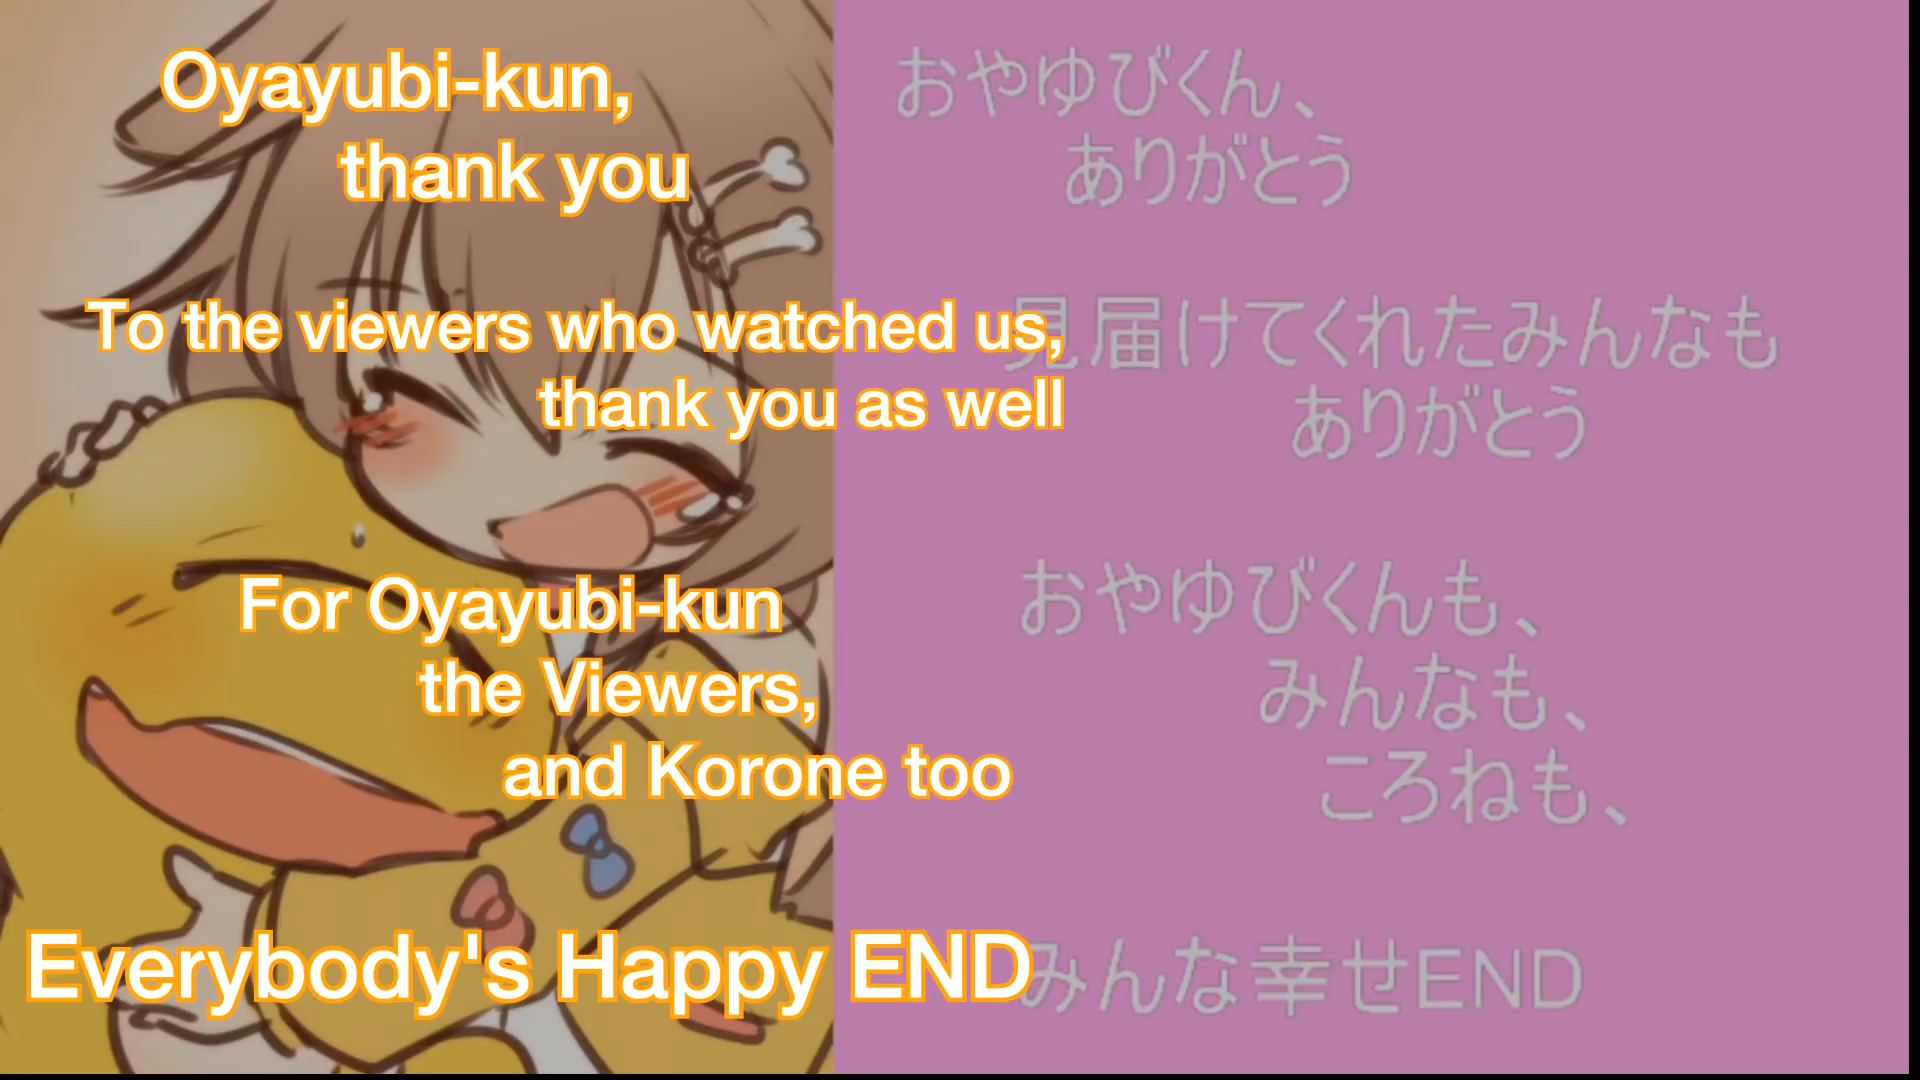 Oyayubi-kun,
thank you
To the viewers who watched us,
thank you as well
For Oyayubi-kun
the Viewers,
and Korone too
Everybody's Happy END
おやゆびくん、
ありがとう
見届けてくれたみんなも
ありがとう
おやゆびくんも、
みんなも、
ころねも、
みんな幸せEND